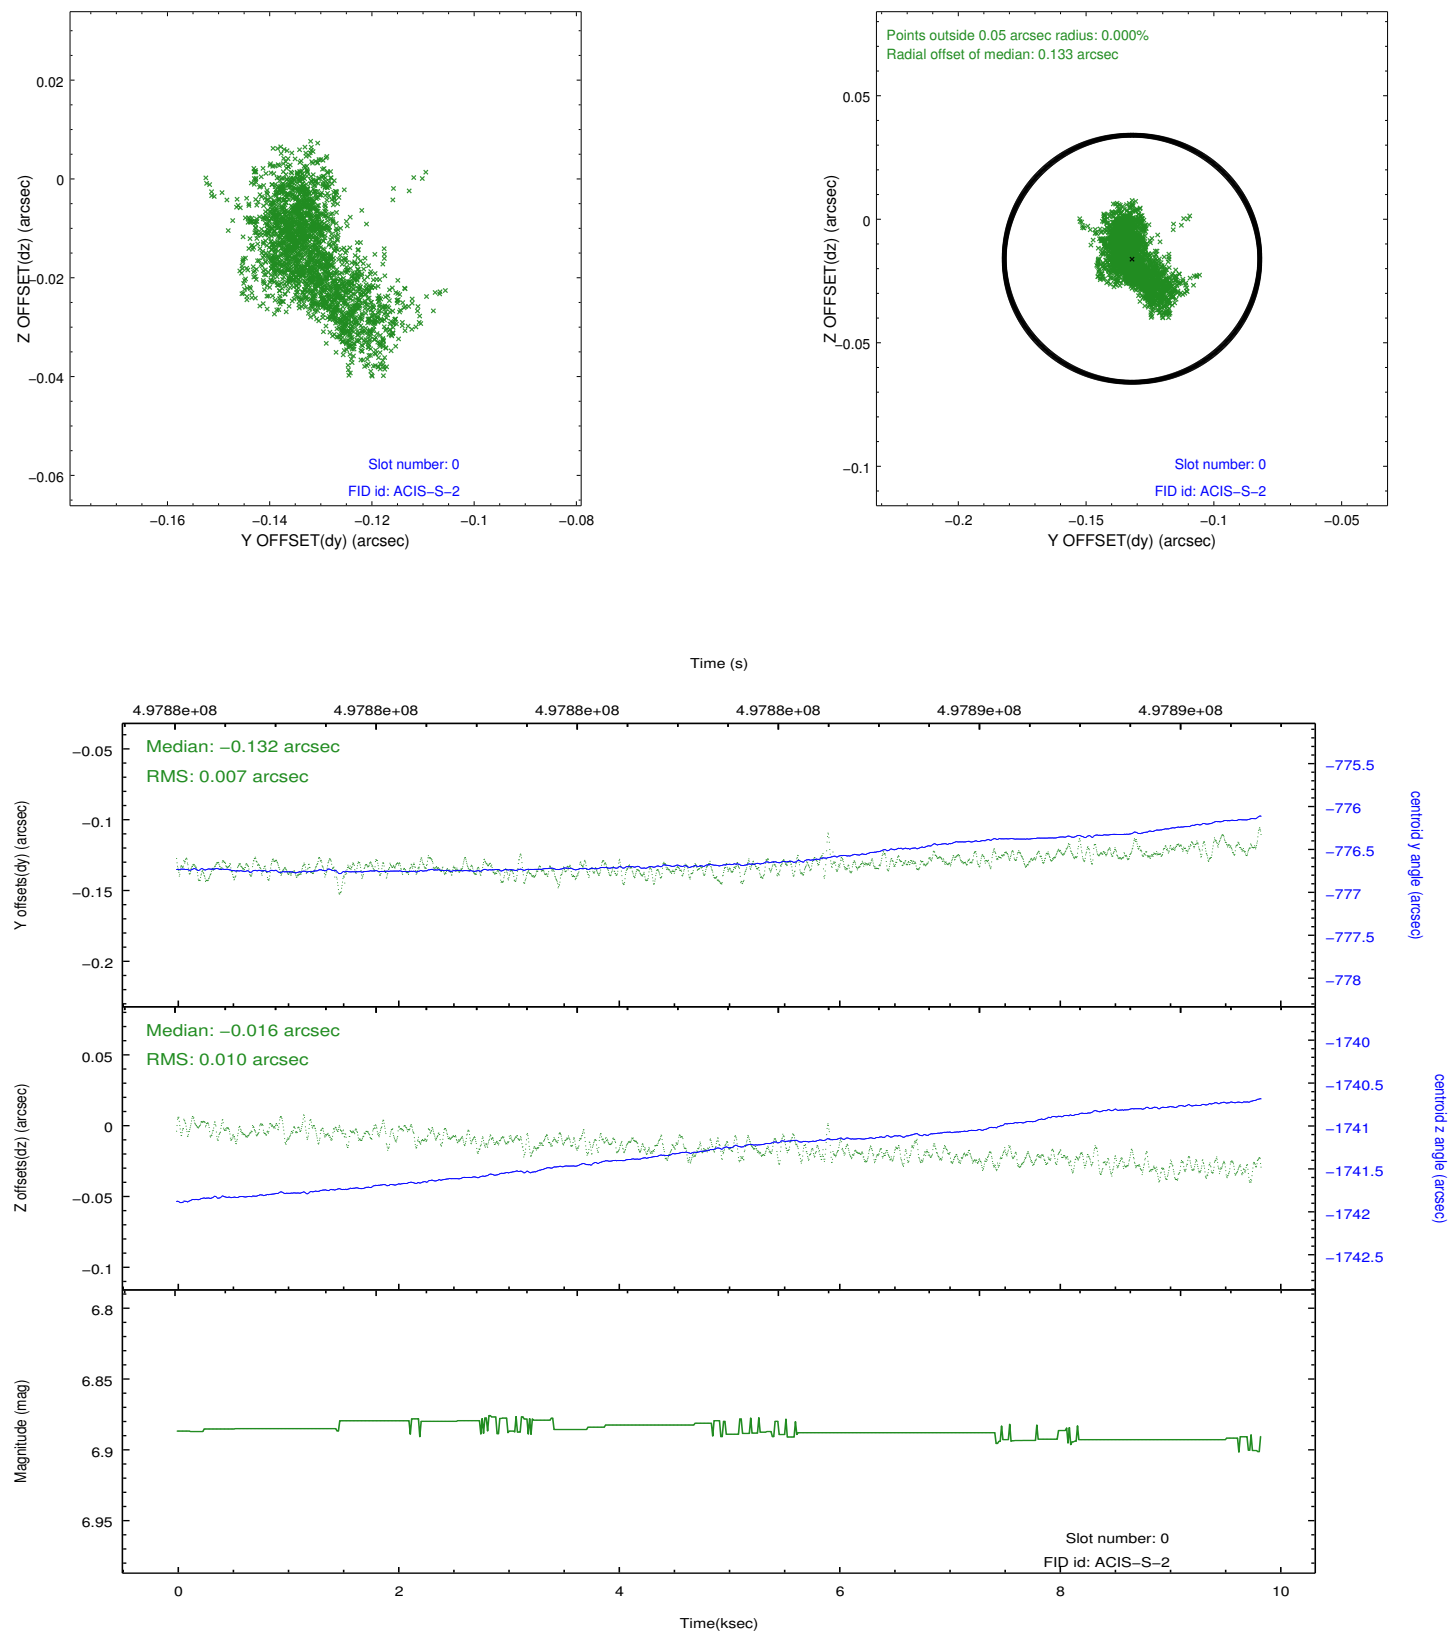 0.02
0
−0.02
−0.04
−0.06
Z OFFSET(dz) (arcsec)
Slot number: 0
FID id: ACIS−S−2
−0.16
−0.14
−0.12
−0.1
−0.08
Y OFFSET(dy) (arcsec)
Points outside 0.05 arcsec radius: 0.000%
Radial offset of median: 0.133 arcsec
0.05
0
−0.05
−0.1
Z OFFSET(dz) (arcsec)
Slot number: 0
FID id: ACIS−S−2
−0.2
−0.15
−0.1
−0.05
Y OFFSET(dy) (arcsec)
Time (s)
4.9788e+08
4.9788e+08
4.9788e+08
4.9788e+08
4.9789e+08
4.9789e+08
Median: −0.132 arcsec
RMS: 0.007 arcsec
−0.05
−0.1
−0.15
−0.2
Y offsets(dy) (arcsec)
−775.5
−776
−776.5
−777
−777.5
−778
centroid y angle (arcsec)
Median: −0.016 arcsec
RMS: 0.010 arcsec
0.05
0
−0.05
−0.1
Z offsets(dz) (arcsec)
−1740
−1740.5
−1741
−1741.5
−1742
−1742.5
centroid z angle (arcsec)
6.8
6.85
6.9
6.95
Magnitude (mag)
Slot number: 0
FID id: ACIS−S−2
0
2
4
6
8
10
Time(ksec)